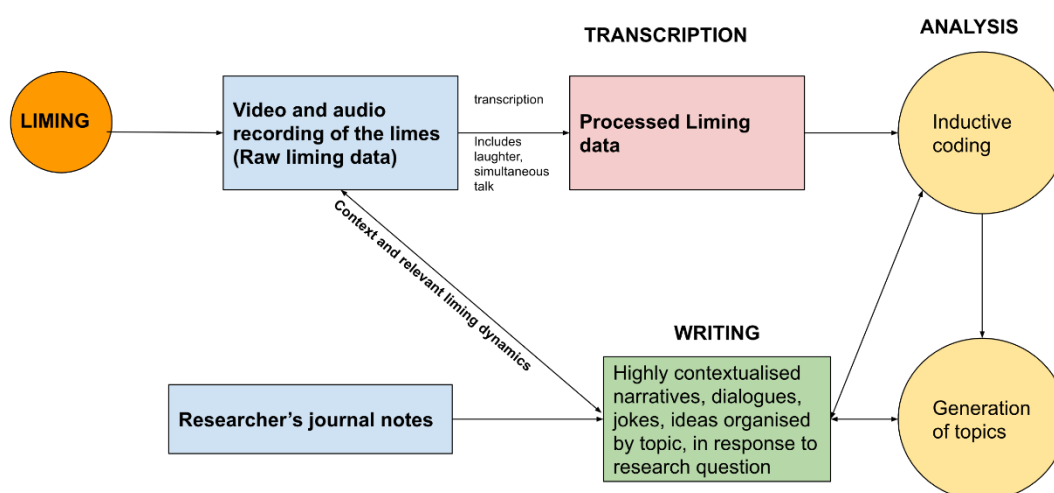 TRANSCRIPTION
ANALYSIS
LIMING
Video and audio
recording of the limes
(Raw liming data)
transcription
Includes
laughter,
simultaneous
talk
Processed Liming
data
Inductive
coding
Context and relevant liming dynamics
WRITING
Researcher's journal notes
Highly contextualised
narratives, dialogues,
jokes, ideas organised
by topic, in response to
research question
Generation
of topics